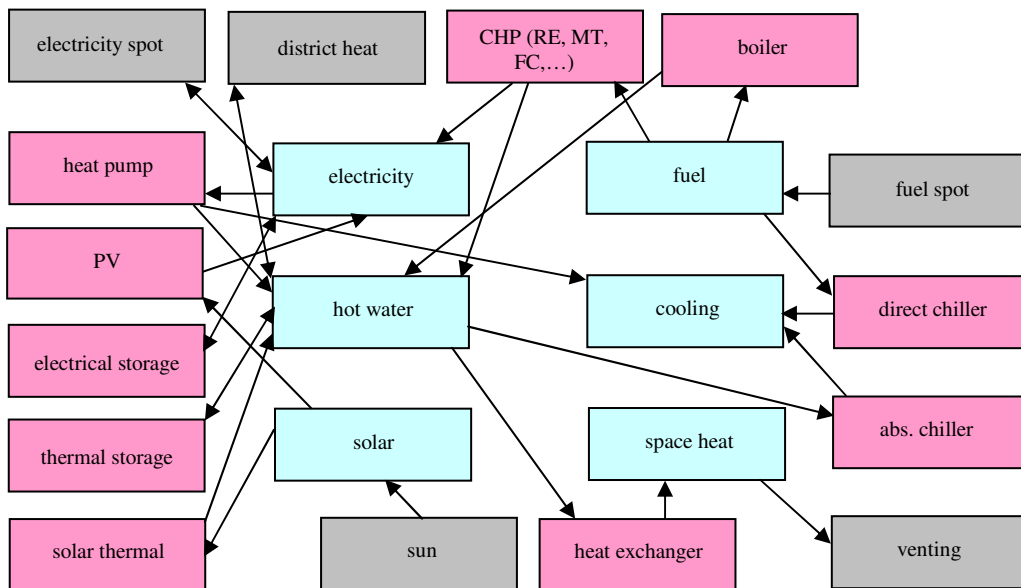 electricity spot
district heat
CHP (RE, MT,
FC,…)
boiler
heat pump
electricity
fuel
fuel spot
PV
hot water
cooling
direct chiller
electrical storage
thermal storage
solar
space heat
abs. chiller
solar thermal
sun
heat exchanger
venting